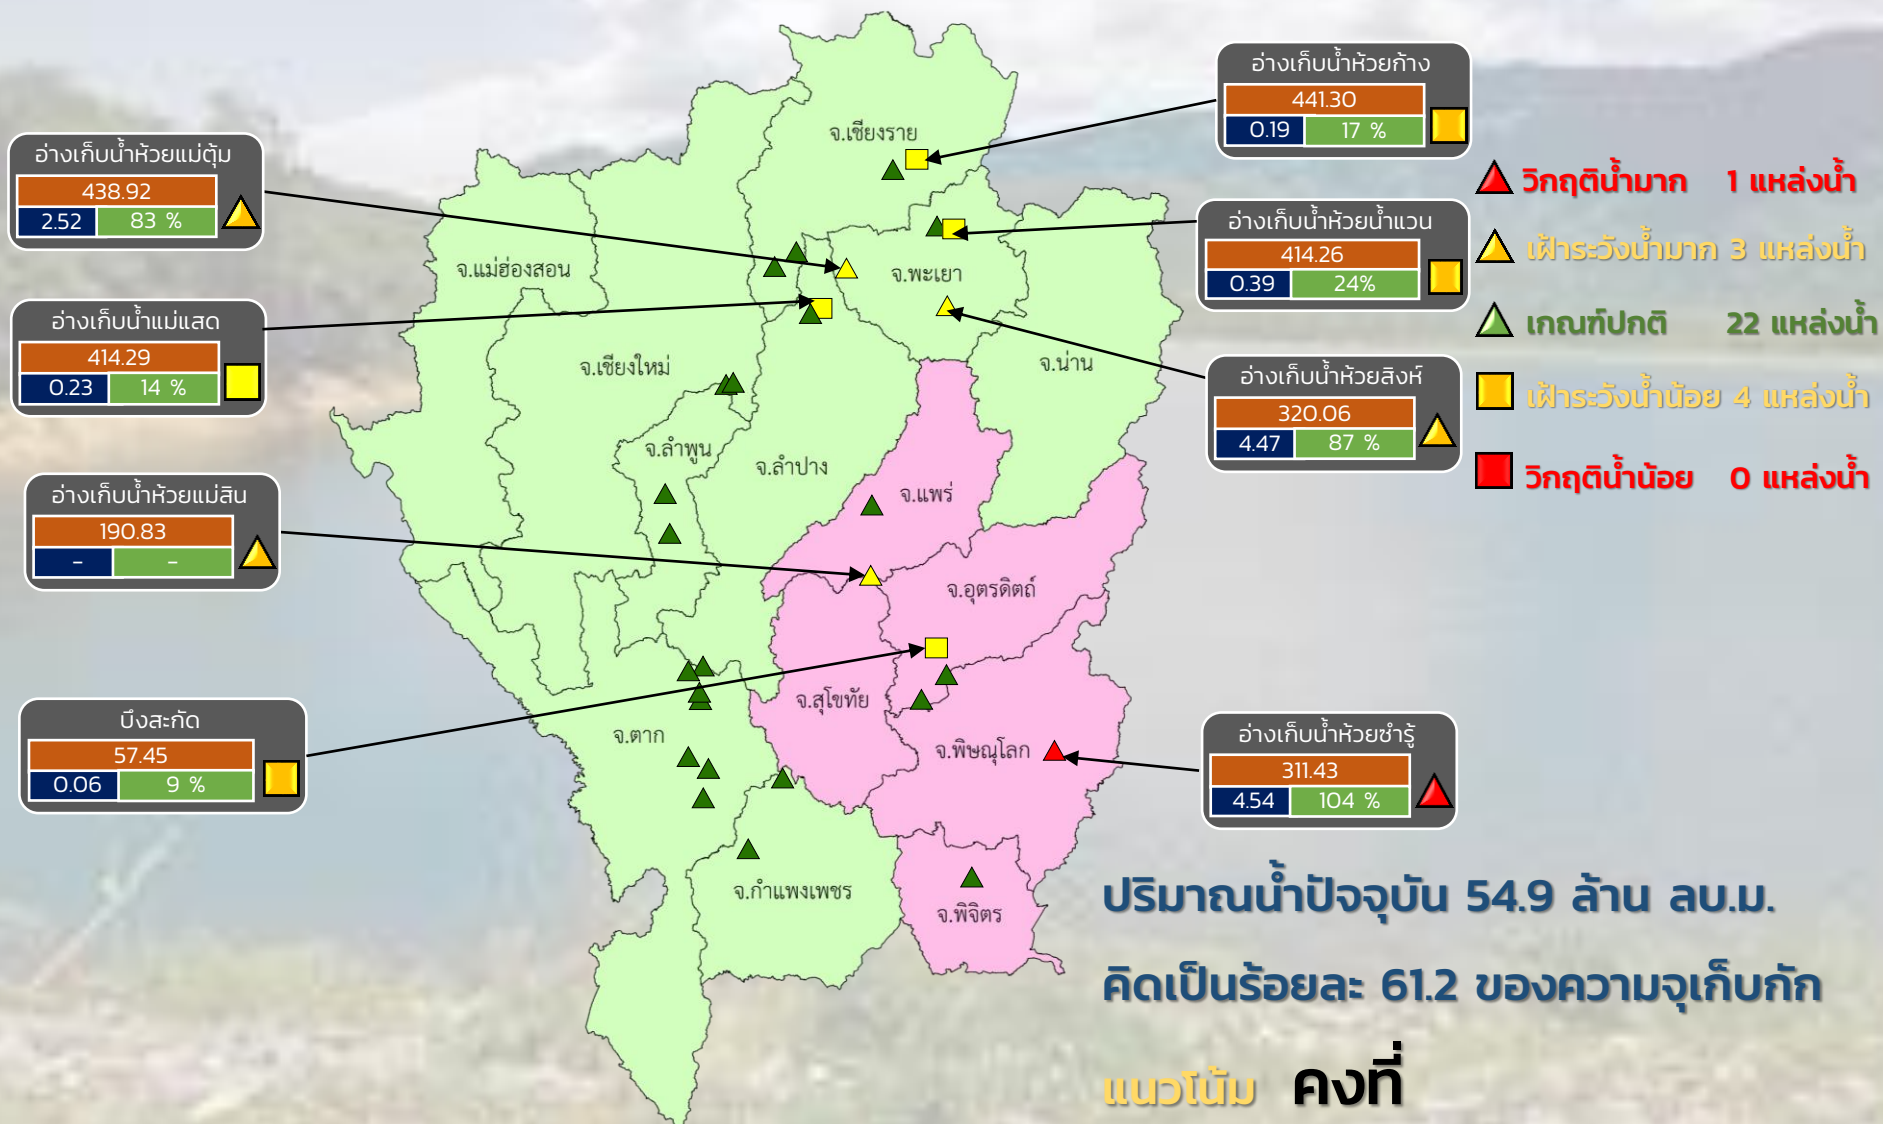 อ่างเก็บน้ำห้วยแม่ตุ้ม
438.92
2.52 83 %
อ่างเก็บน้ำแม่แสด
414.29
0.23 14 %
อ่างเก็บน้ำห้วยแม่สิน
190.83
- -
บึงสะกัด
57.45
0.06 9 %
จ.เชียงราย
จ.แม่ฮ่องสอน
จ.พะเยา
จ.เชียงใหม่
จ.น่าน
จ.ลำพูน
จ.ลำปาง
จ.แพร่
จ.อุตรดิตถ์
จ.สุโขทัย
จ.ตาก
จ.พิษณุโลก
จ.กำแพงเพชร
จ.พิจิตร
อ่างเก็บน้ำห้วยก้าง
441.30
0.19 17 %
อ่างเก็บน้ำห้วยน้ำแวน
414.26
0.39 24%
อ่างเก็บน้ำห้วยสิงห์
320.06
4.47 87 %
อ่างเก็บน้ำห้วยซำรู้
311.43
4.54 104 %
วิกฤติน้ำมาก 1 แหล่งน้ำ
เฝ้าระวังน้ำมาก 3 แหล่งน้ำ
เกณฑ์ปกติ 22 แหล่งน้ำ
เฝ้าระวังน้ำน้อย 4 แหล่งน้ำ
วิกฤติน้ำน้อย 0 แหล่งน้ำ
ปริมาณน้ำปัจจุบัน 54.9 ล้าน ลบ.ม.
คิดเป็นร้อยละ 61.2 ของความจุเก็บกัก
แนวโน้ม คงที่